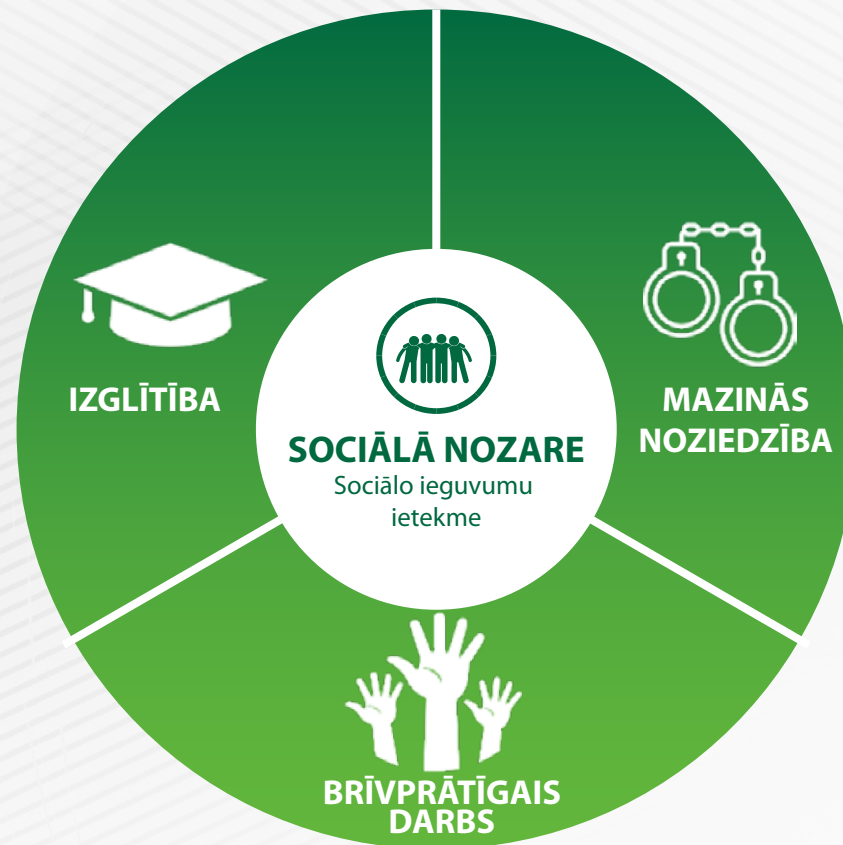 IZGLĪTĪBA
MAZINĀS
NOZIEDZĪBA
SOCIĀLĀ NOZARE
Sociālo ieguvumu
ietekme
BRĪVPRĀTĪGAIS
DARBS